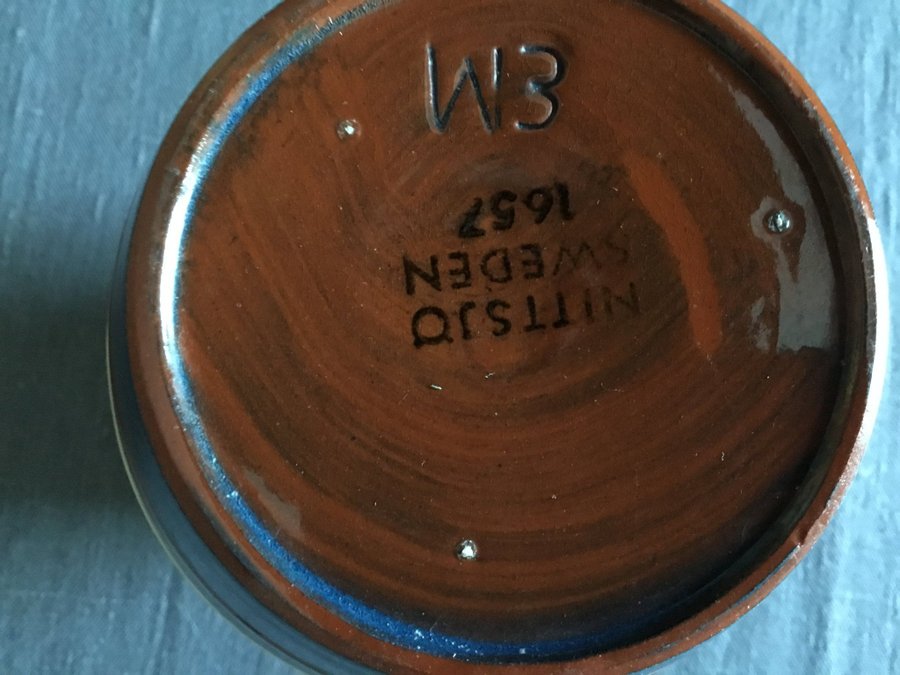 NITTSJÖ
SWEDEN
1657
EM